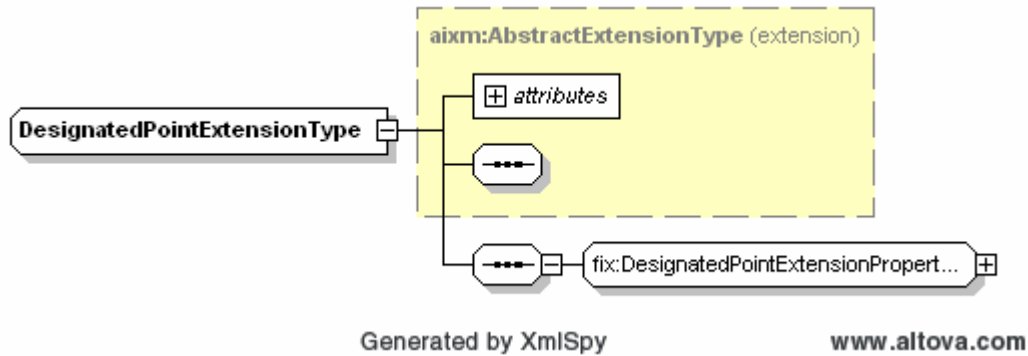 aixm:AbstractExtensionType (extension)
attributes
DesignatedPointExtensionType
fix:DesignatedPointExtensionPropert...
Generated by XmlSpy
www.altova.com